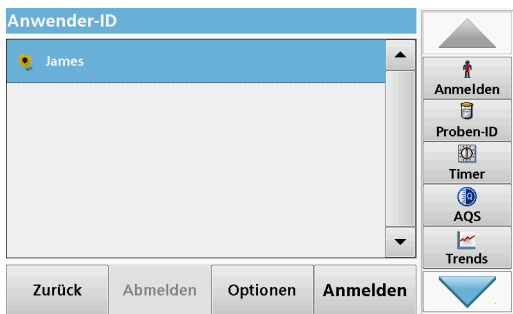 Anwender-ID
James
Anmelden
Proben-ID
Timer
AQS
Trends
Zurück
Abmelden
Optionen
Anmelden